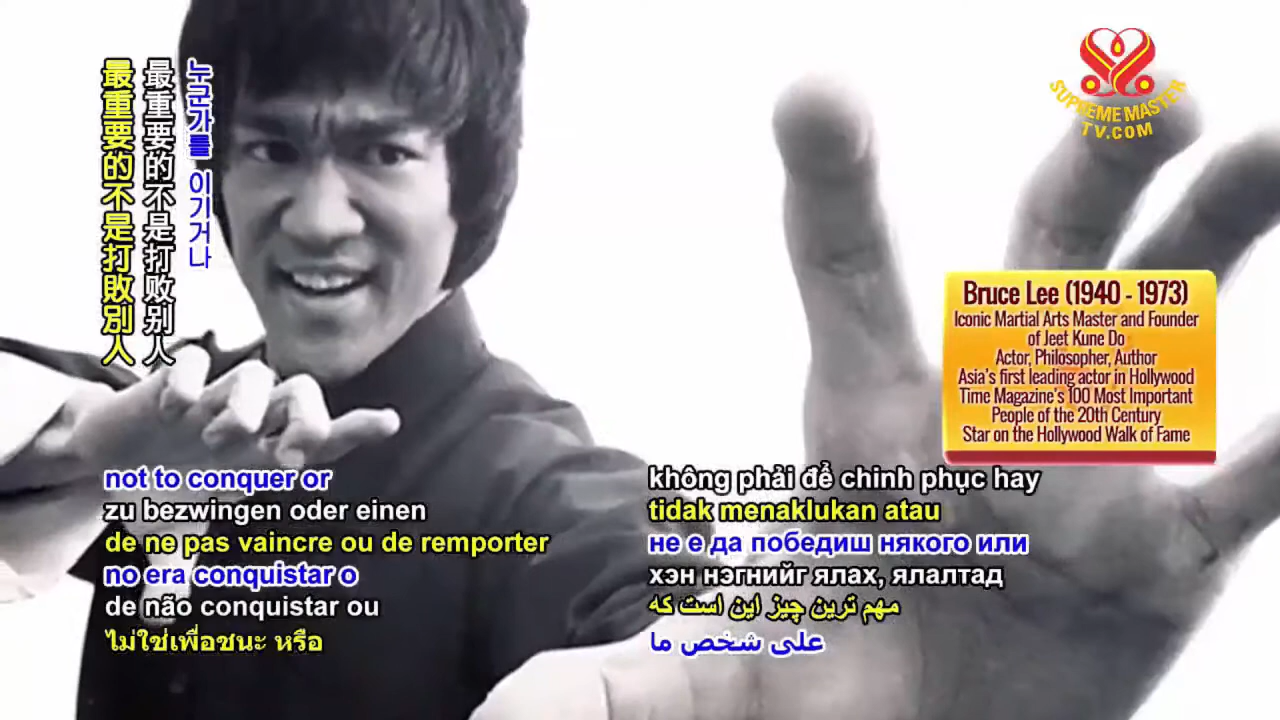 누군가를 이기거나
最重要的不是打败别人
最重要的不是打敗別人
SUPREME MASTER
TV.COM
Bruce Lee (1940 - 1973)
Iconic Martial Arts Master and Founder
of Jeet Kune Do
Actor, Philosopher, Author
Asia's first leading actor in Hollywood
Time Magazine's 100 Most Important
People of the 20th Century
Star on the Hollywood Walk of Fame
not to conquer or
zu bezwingen oder einen
de ne pas vaincre ou de remporter
no era conquistar o
de não conquistar ou
ไม่ใช่เพื่อชนะ หรือ
không phải để chinh phục hay
tidak menaklukan atau
не е да победиш някого или
хэн нэгнийг ялах, ялалтад
مهم ترین چیز این است که
على شخص ما